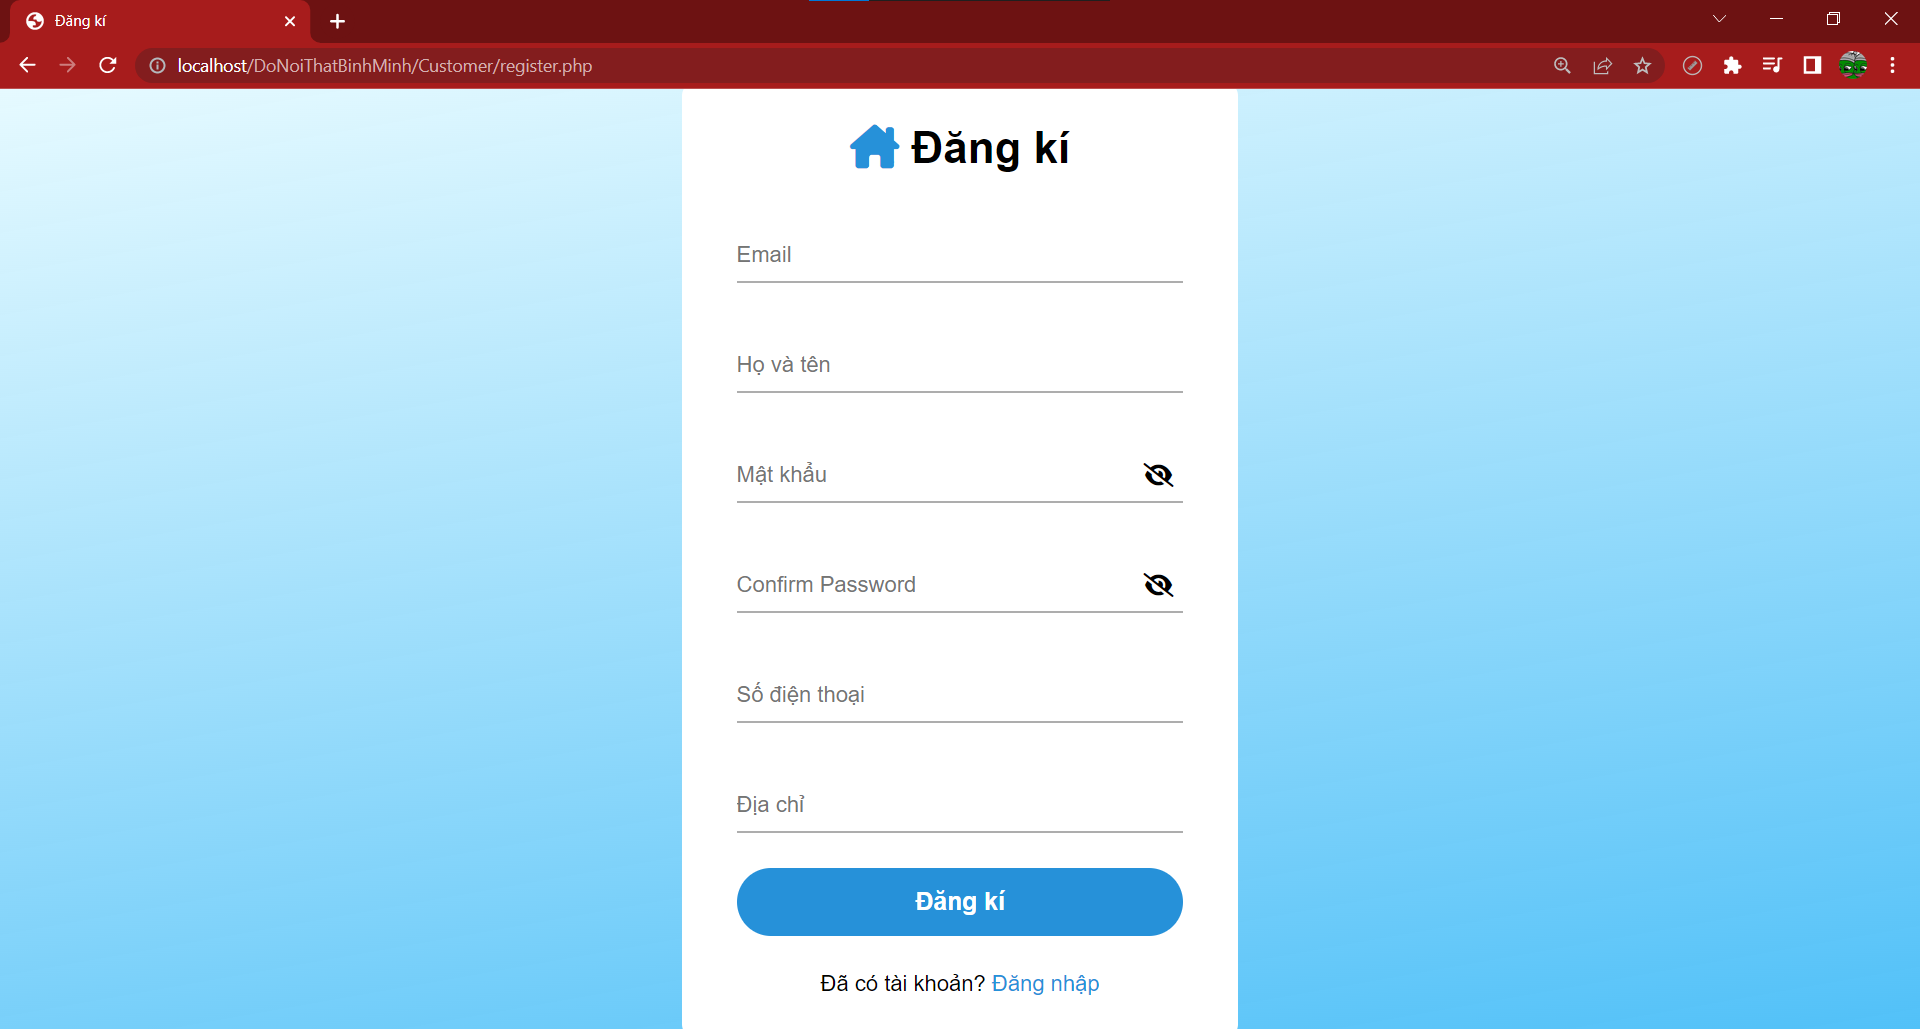 Đăng kí
localhost/DoNoiThatBinhMinh/Customer/register.php
Đăng kí
Email
Họ và tên
Mật khẩu
Confirm Password
Số điện thoại
Địa chỉ
Đăng kí
Đã có tài khoản? Đăng nhập